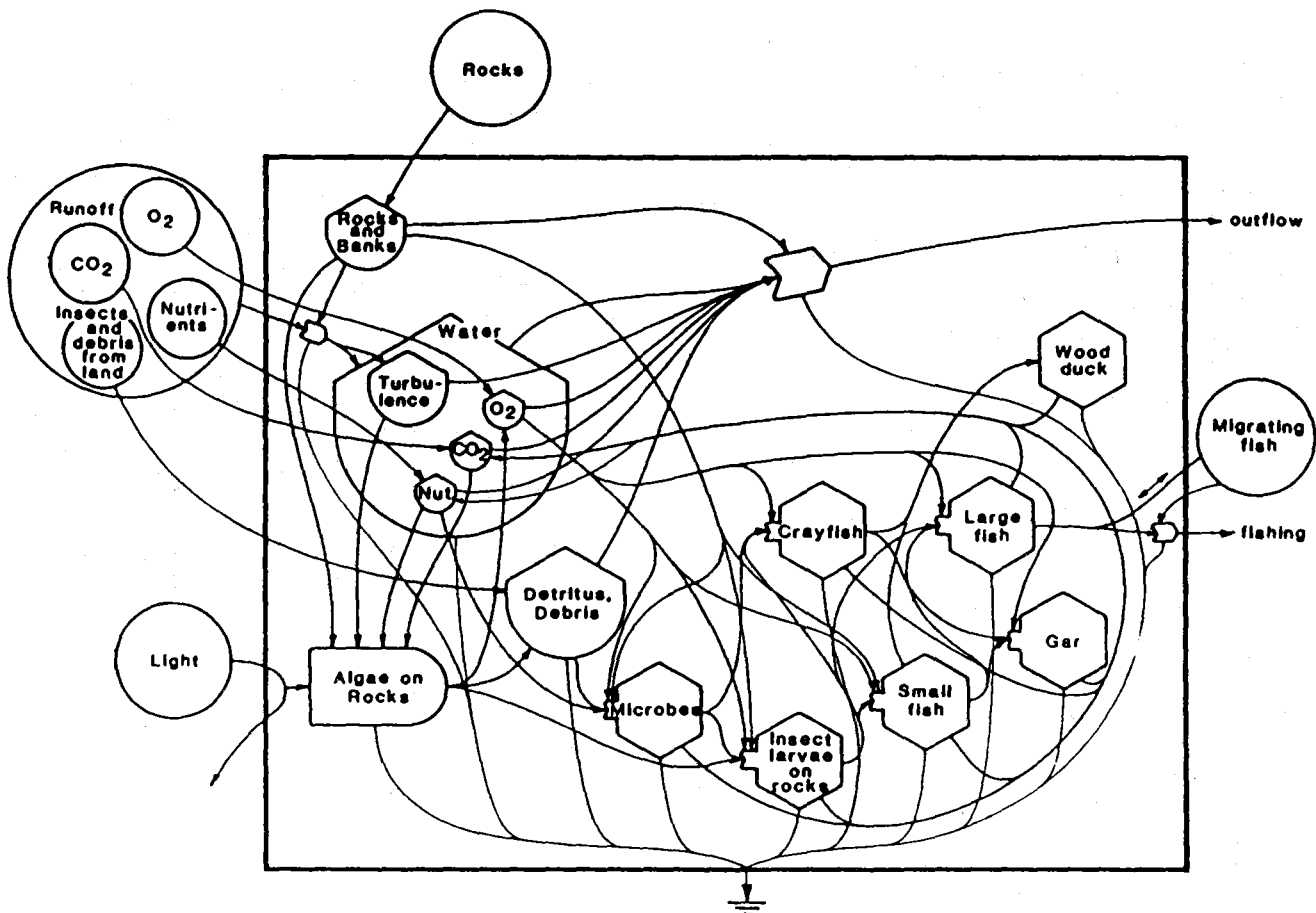 Rocks
Runoff
O2
CO2
Nutri-
ents
Insects
and
debris
from
land
Rocks
and
Banks
outflow
Water
Turbu-
lence
O2
CO2
Nut
Wood
duck
Migrating
fish
Crayfish
Large
fish
fishing
Detritus,
Debris
Gar
Light
Algae on
Rocks
Microbes
Small
fish
Insect
larvae
on
rocks